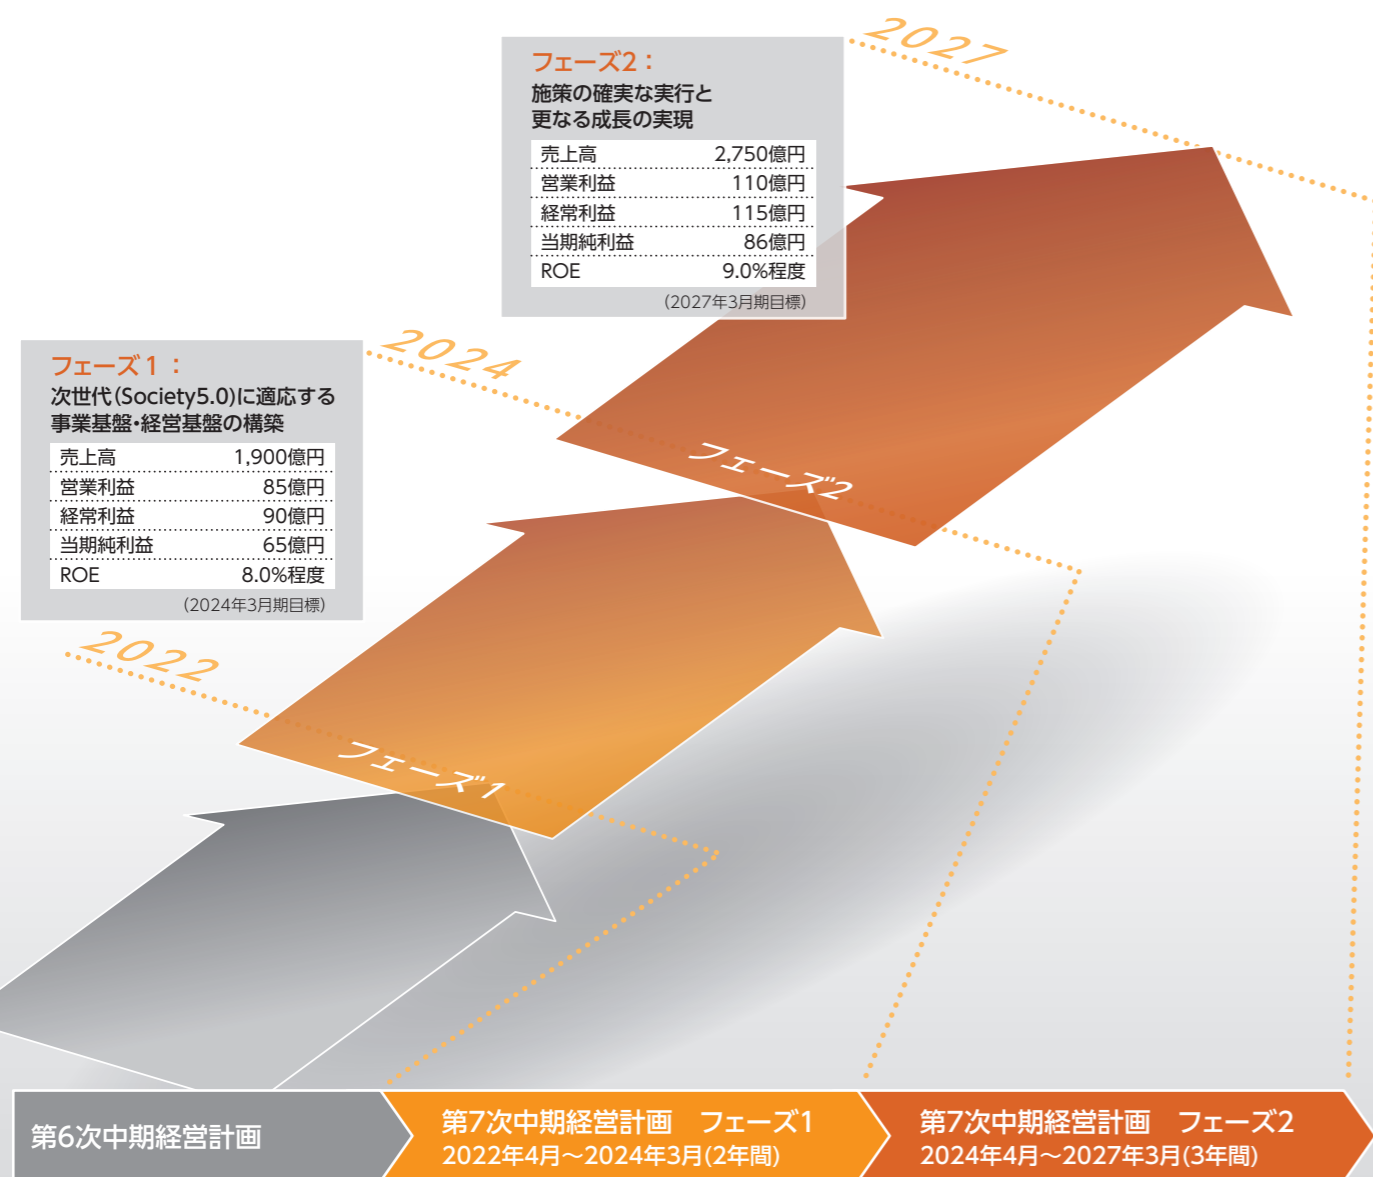 2027
フェーズ2：
施策の確実な実行と
更なる成長の実現
売上高 2,750億円
営業利益 110億円
経常利益 115億円
当期純利益 86億円
ROE 9.0%程度
（2027年3月期目標）
2024
フェーズ1：
次世代（Society5.0)に適応する
事業基盤・経営基盤の構築
売上高 1,900億円
営業利益 85億円
経常利益 90億円
当期純利益 65億円
ROE 8.0%程度
（2024年3月期目標）
フェーズ2
2022
フェーズ1
第6次中期経営計画
第7次中期経営計画　フェーズ1
2022年4月～2024年3月(2年間)
第7次中期経営計画　フェーズ2
2024年4月～2027年3月(3年間)